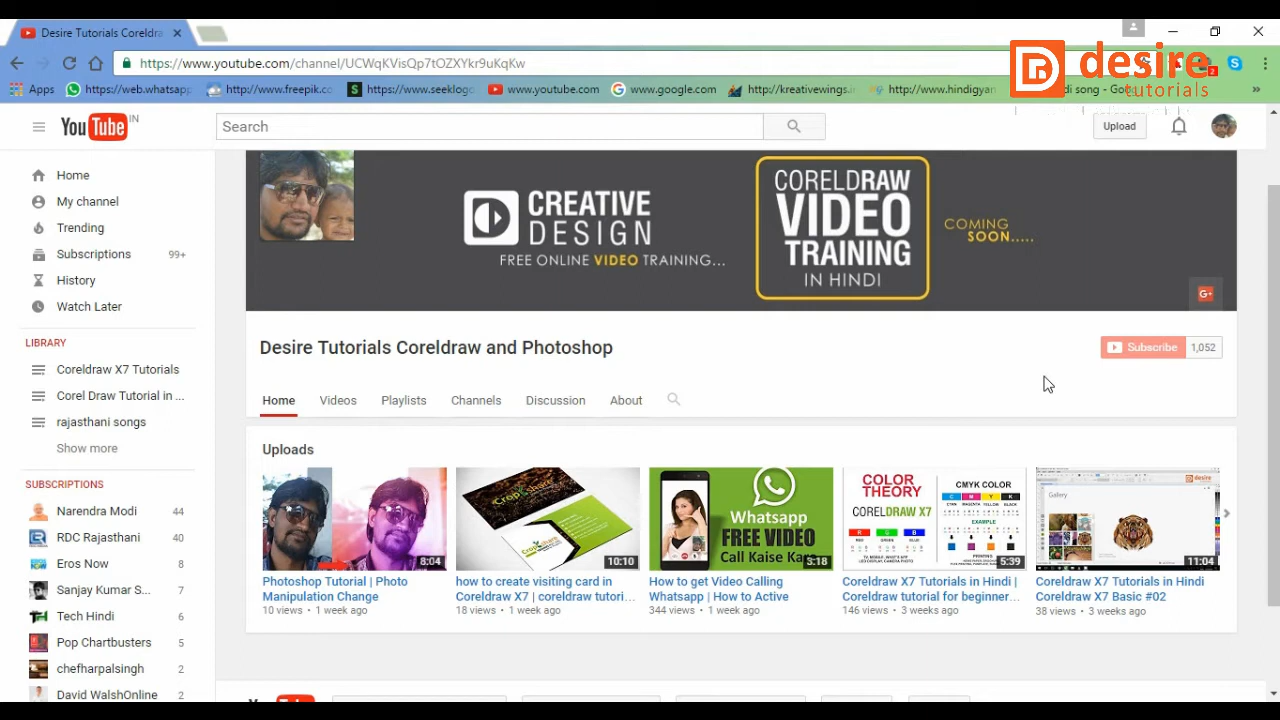 Desire Tutorials Coreldra
https://www.youtube.com/channel/UCWqKVisQp7tOZXYkr9uKqKw
desire
tutorials
2
Apps https://web.whatsapp http://www.freepik.co https://www.seeklogo www.youtube.com www.google.com http://kreativewings. http://www.hindigyan di song - Go
YouTube IN
Search
Upload
Home
My channel
Trending
Subscriptions 99+
History
Watch Later
LIBRARY
Coreldraw X7 Tutorials
Corel Draw Tutorial in ...
rajasthani songs
Show more
SUBSCRIPTIONS
Narendra Modi 44
RDC Rajasthani 40
Eros Now 8
Sanjay Kumar S... 7
Tech Hindi 6
Pop Chartbusters 5
chefharpalsingh 2
David WalshOnline 2
CREATIVE
DESIGN
FREE ONLINE VIDEO TRAINING...
CORELDRAW
VIDEO
TRAINING
IN HINDI
COMING
SOON.....
G+
Desire Tutorials Coreldraw and Photoshop
Subscribe 1,052
Home Videos Playlists Channels Discussion About
Uploads
8:04
Photoshop Tutorial | Photo
Manipulation Change
10 views • 1 week ago
10:10
how to create visiting card in
Coreldraw X7 | coreldraw tutori...
18 views • 1 week ago
Whatsapp
FREE VIDEO
Call Kaise Kar
3:18
How to get Video Calling
Whatsapp | How to Active
344 views • 1 week ago
COLOR
THEORY
CORELDRAW X7
R G B
CMYK COLOR
C M Y K
EXAMPLE
5:39
Coreldraw X7 Tutorials in Hindi |
Coreldraw tutorial for beginner...
146 views • 3 weeks ago
Gallery
11:04
Coreldraw X7 Tutorials in Hindi
Coreldraw X7 Basic #02
38 views • 3 weeks ago